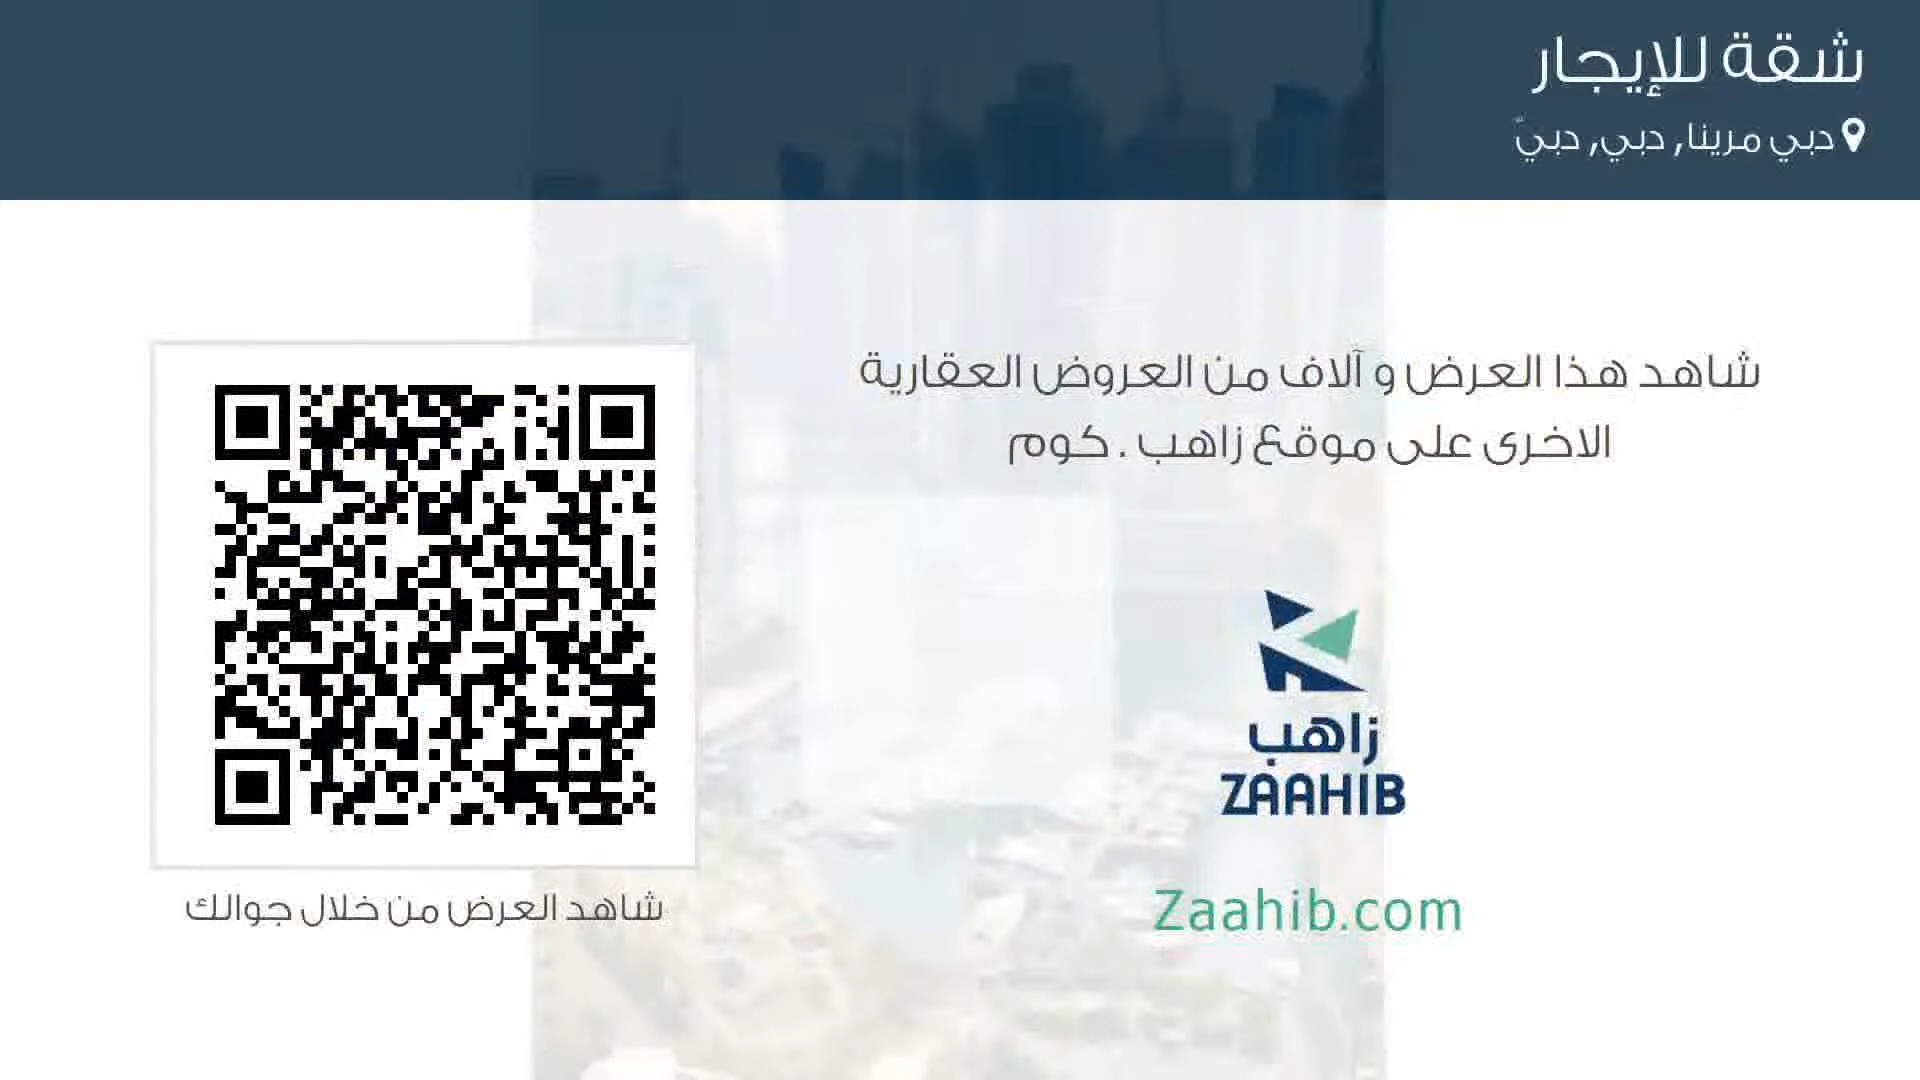 شقة للإيجار
دبي مرينا, دبي, دبيّ
شاهد هذا العرض و آلاف من العروض العقارية
الاخرى على موقع زاهب . كوم
زاهب
ZAAHIB
Zaahib.com
شاهد العرض من خلال جوالك